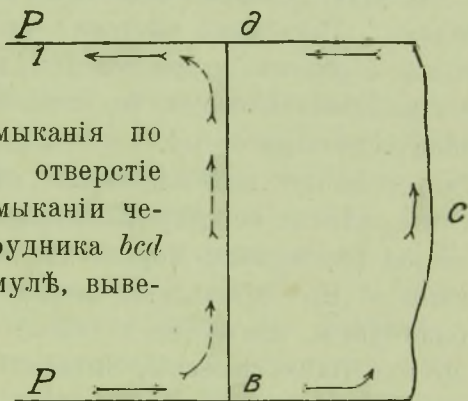 P д
1
мыканія по
отверстіе
мыканіи че-
рудника bcd
мулѣ, выве-
c
P в